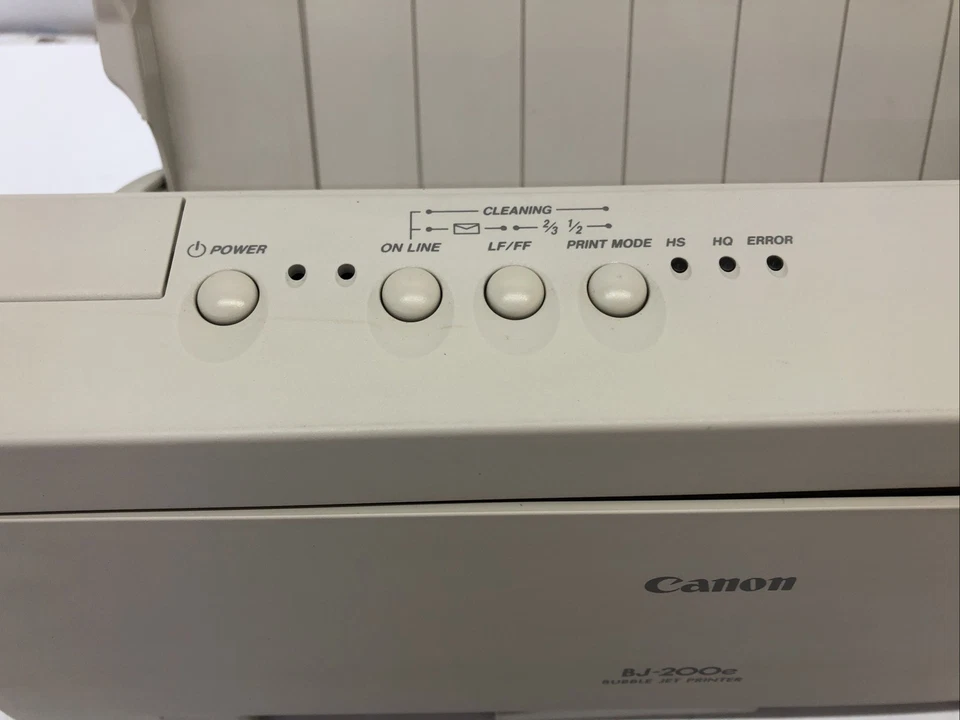 CLEANING
2/3 1/2
POWER ON LINE LF/FF PRINT MODE HS HQ ERROR
Canon
BJ-200e
BUBBLE JET PRINTER